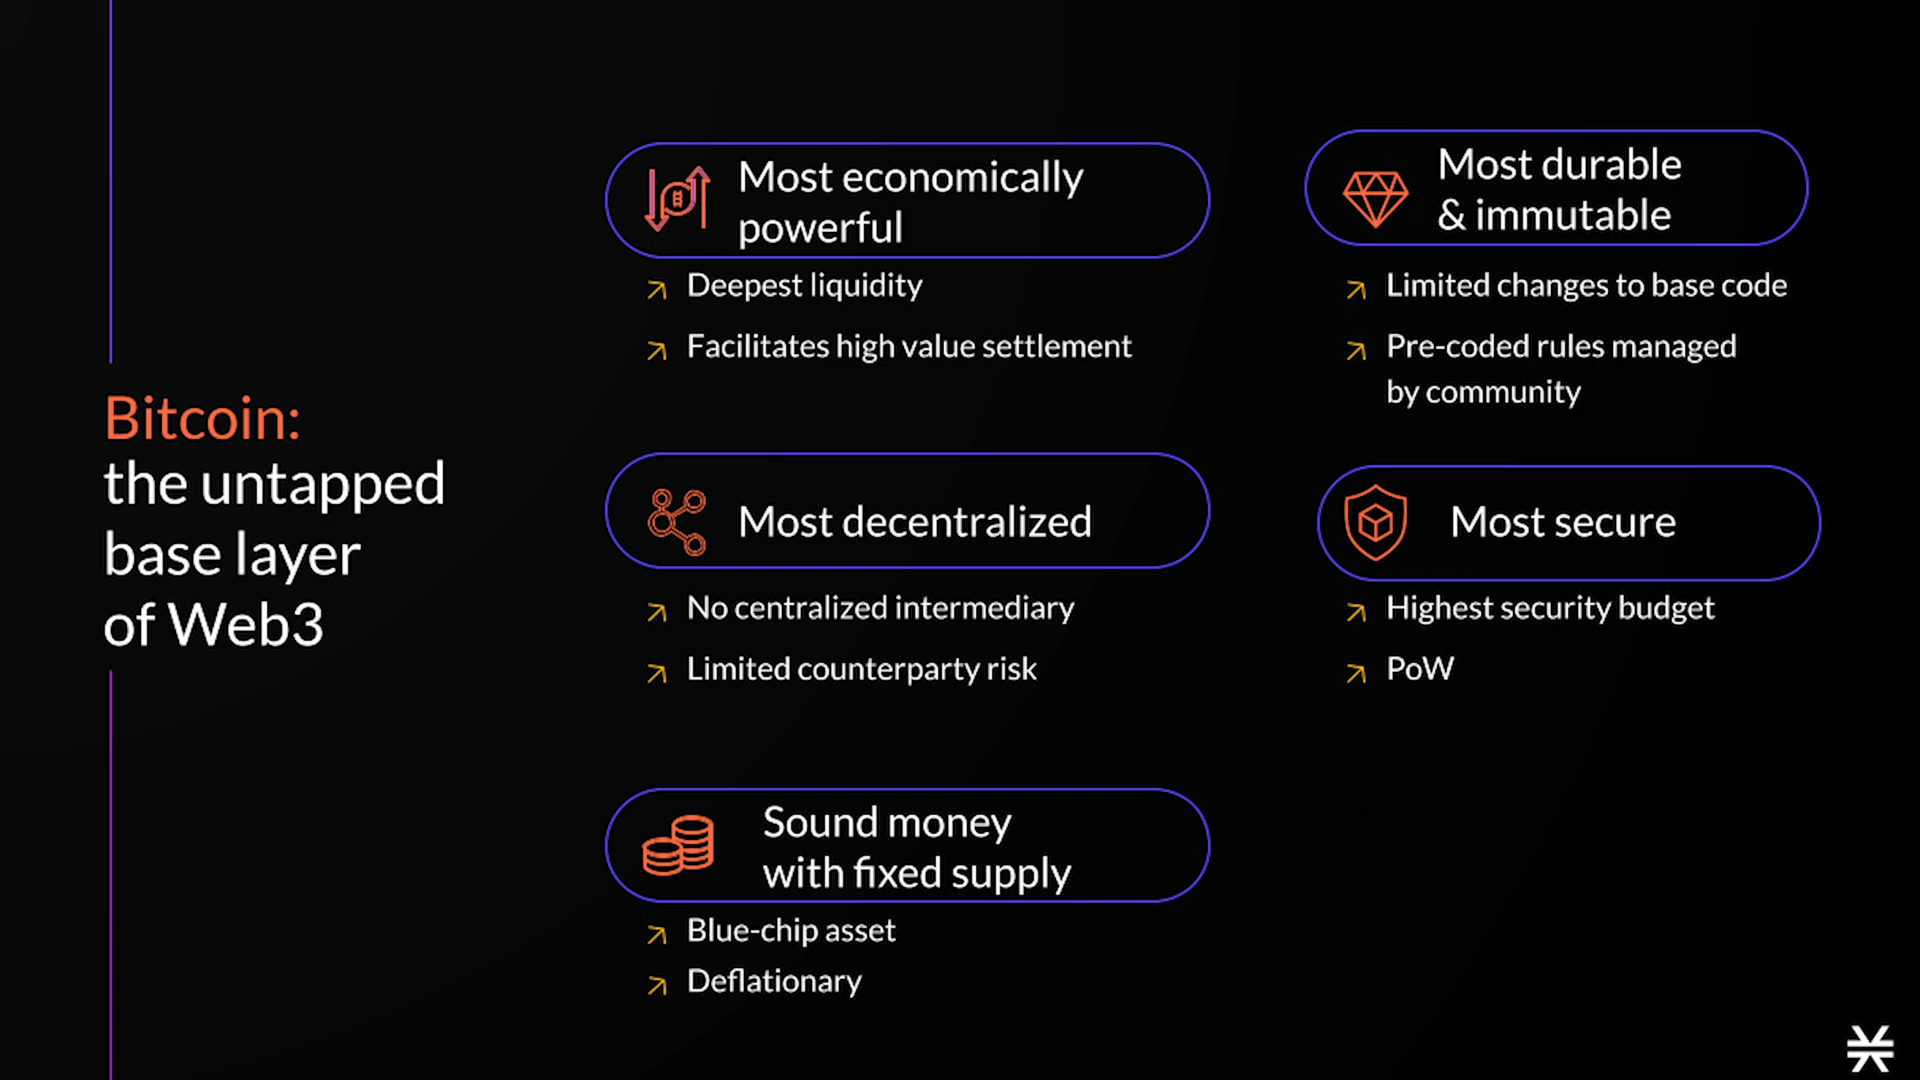 Bitcoin:
the untapped
base layer
of Web3
Most economically
powerful
Deepest liquidity
Facilitates high value settlement
Most decentralized
No centralized intermediary
Limited counterparty risk
Sound money
with fixed supply
Blue-chip asset
Deflationary
Most durable
& immutable
Limited changes to base code
Pre-coded rules managed
by community
Most secure
Highest security budget
PoW